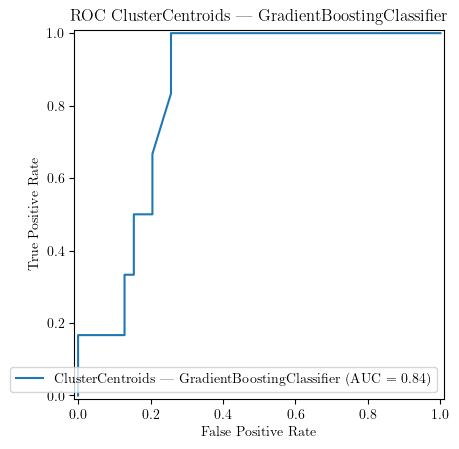 ROC ClusterCentroids — GradientBoostingClassifier
1.0
0.8
0.6
0.4
0.2
0.0
True Positive Rate
ClusterCentroids — GradientBoostingClassifier (AUC = 0.84)
0.0 0.2 0.4 0.6 0.8 1.0
False Positive Rate